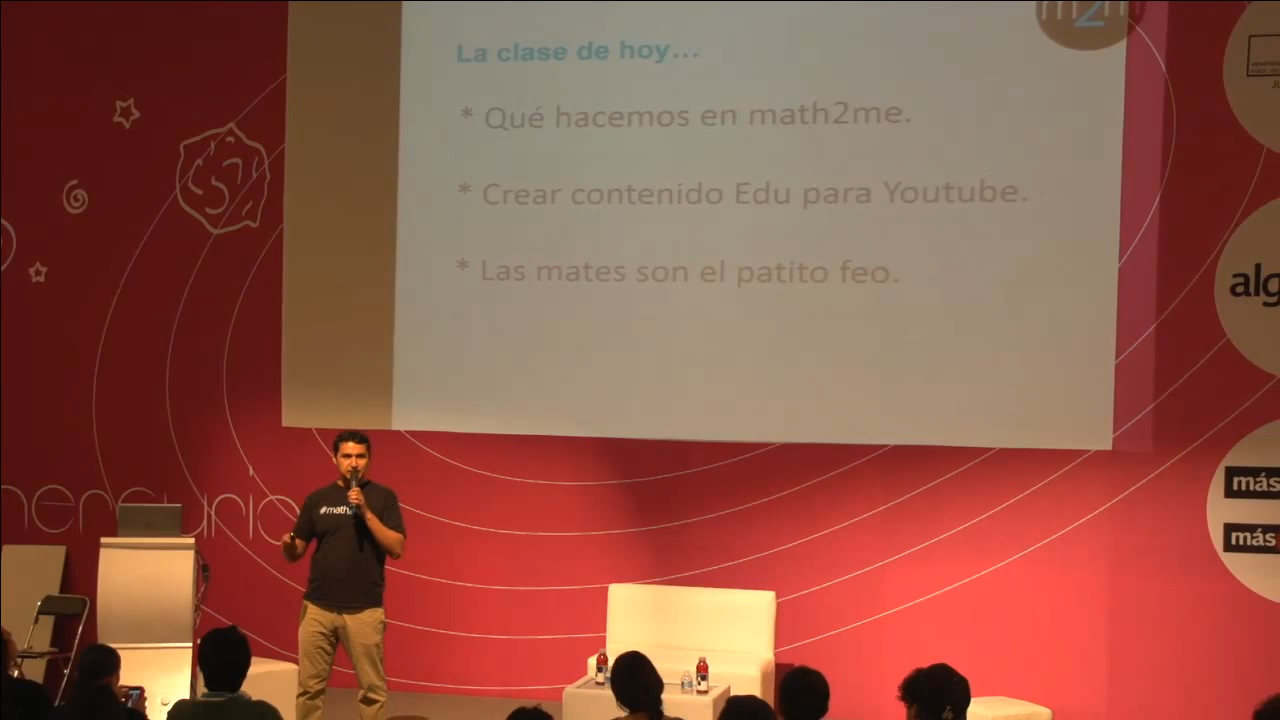 m2m
La clase de hoy...
* Qué hacemos en math2me.
* Crear contenido Edu para Youtube.
* Las mates son el patito feo.
alg
#math
más
más